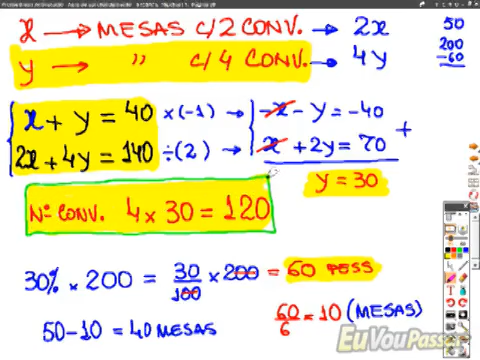 x → MESAS C/2 CONV. → 2x
y → " C/4 CONV. → 4y
50
200
-60
x + y = 40 ×(-1) → -x - y = -40
2x + 4y = 140 ÷(2) → x + 2y = 70 +
y = 30
Nº CONV. 4 × 30 = 120
30% × 200 = 30/100 × 200 = 60 PESS
60/6 = 10 (MESAS)
50 - 10 = 40 MESAS
EuVouPassar